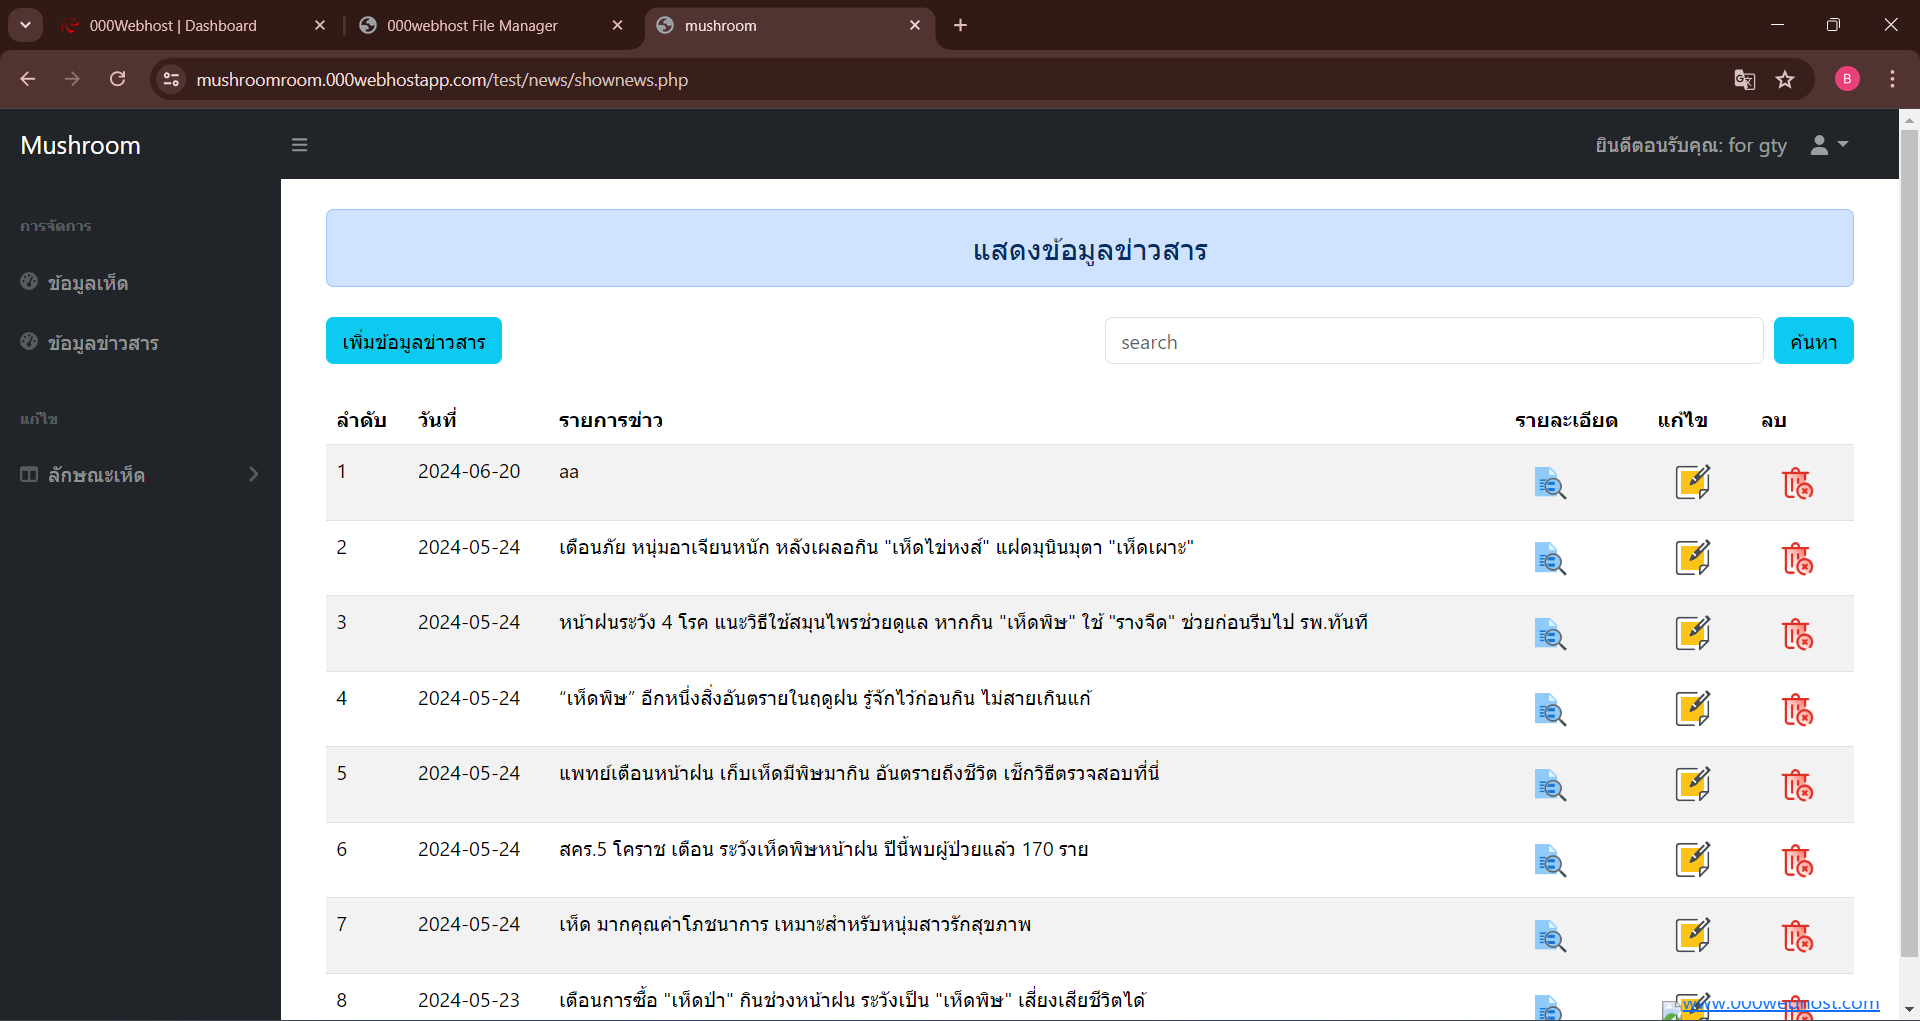 000Webhost | Dashboard
000webhost File Manager
mushroom
B
mushroomroom.000webhostapp.com/test/news/shownews.php
Mushroom
ยินดีตอนรับคุณ: for gty
การจัดการ
ข้อมูลเห็ด
ข้อมูลข่าวสาร
แก้ไข
ลักษณะเห็ด
แสดงข้อมูลข่าวสาร
เพิ่มข้อมูลข่าวสาร
search
ค้นหา
ลำดับ วันที่ รายการข่าว รายละเอียด แก้ไข ลบ
1 2024-06-20 aa
2 2024-05-24 เตือนภัย หนุ่มอาเจียนหนัก หลังเผลอกิน "เห็ดไข่หงส์" แฝดมุนินมุตา "เห็ดเผาะ"
3 2024-05-24 หน้าฝนระวัง 4 โรค แนะวิธีใช้สมุนไพรช่วยดูแล หากกิน "เห็ดพิษ" ใช้ "รางจืด" ช่วยก่อนรีบไป รพ.ทันที
4 2024-05-24 “เห็ดพิษ” อีกหนึ่งสิ่งอันตรายในฤดูฝน รู้จักไว้ก่อนกิน ไม่สายเกินแก้
5 2024-05-24 แพทย์เตือนหน้าฝน เก็บเห็ดมีพิษมากิน อันตรายถึงชีวิต เช็กวิธีตรวจสอบที่นี่
6 2024-05-24 สคร.5 โคราช เตือน ระวังเห็ดพิษหน้าฝน ปีนี้พบผู้ป่วยแล้ว 170 ราย
7 2024-05-24 เห็ด มากคุณค่าโภชนาการ เหมาะสำหรับหนุ่มสาวรักสุขภาพ
8 2024-05-23 เตือนการซื้อ "เห็ดป่า" กินช่วงหน้าฝน ระวังเป็น "เห็ดพิษ" เสี่ยงเสียชีวิตได้
www.000webhost.com